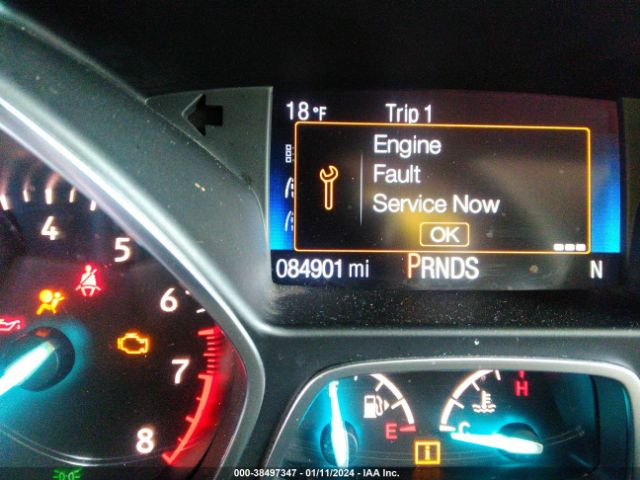 18°F Trip 1
Engine
Fault
Service Now
OK
084901 mi PRNDS N
4
5
6
7
8
E
C
H
i
000-38497347 - 01/11/2024 - IAA Inc.